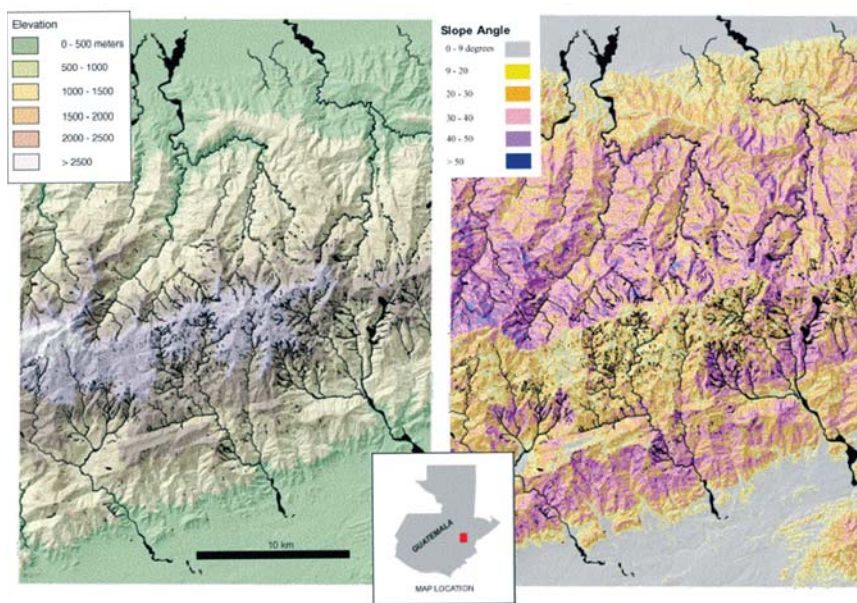 Elevation
0 - 500 meters
500 - 1000
1000 - 1500
1500 - 2000
2000 - 2500
> 2500
Slope Angle
0 - 9 degrees
9 - 20
20 - 30
30 - 40
40 - 50
> 50
10 km
GUATEMALA
MAP LOCATION